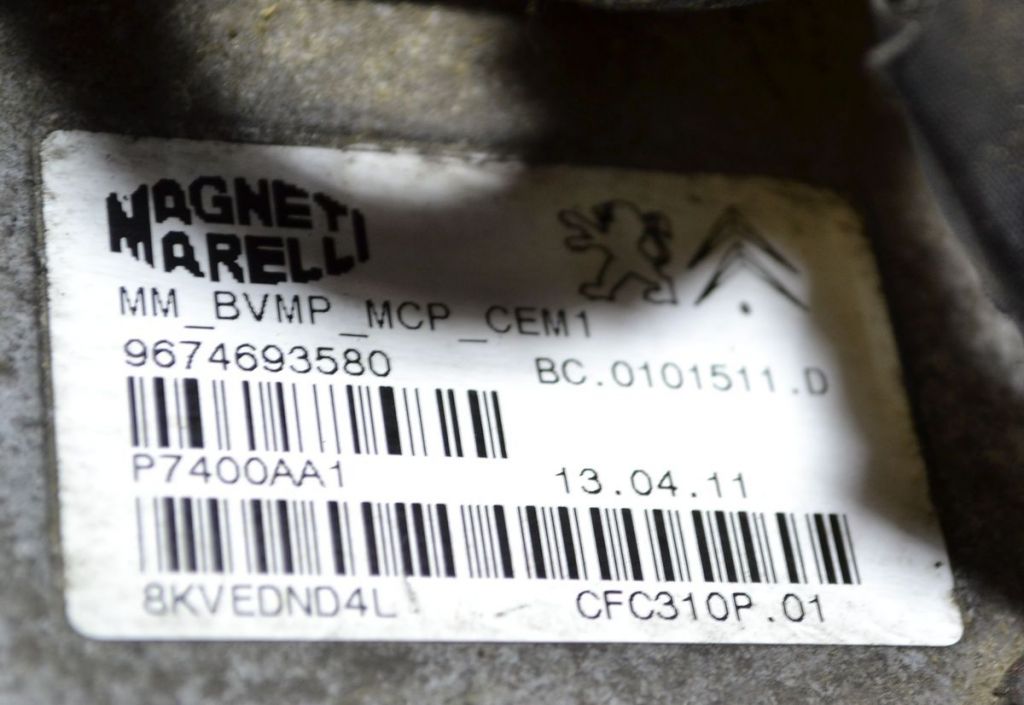 MAGNETI
MARELLI
MM_BVMP_MCP_CEM1
9674693580
BC.0101511.D
P7400AA1
13.04.11
8KVEDND4L
CFC310P.01